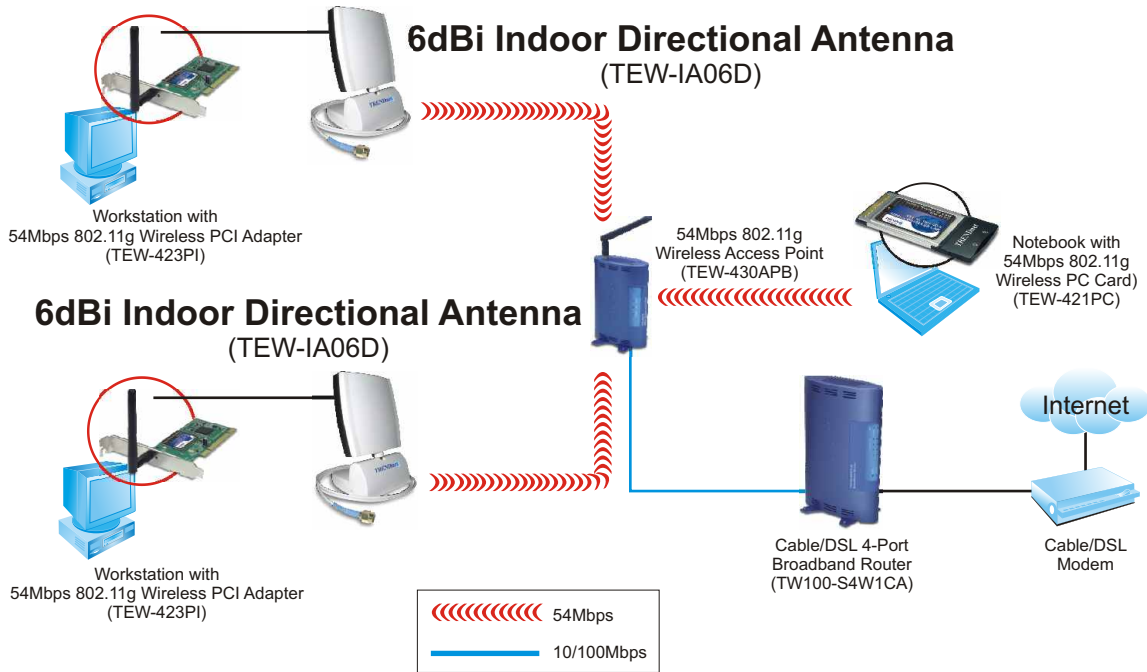 6dBi Indoor Directional Antenna
(TEW-IA06D)
TRENDnet
Workstation with
54Mbps 802.11g Wireless PCI Adapter
(TEW-423PI)
54Mbps 802.11g
Wireless Access Point
(TEW-430APB)
TRENDnet
Notebook with
54Mbps 802.11g
Wireless PC Card)
(TEW-421PC)
6dBi Indoor Directional Antenna
(TEW-IA06D)
TRENDnet
Workstation with
54Mbps 802.11g Wireless PCI Adapter
(TEW-423PI)
Internet
Cable/DSL 4-Port
Broadband Router
(TW100-S4W1CA)
Cable/DSL
Modem
54Mbps
10/100Mbps